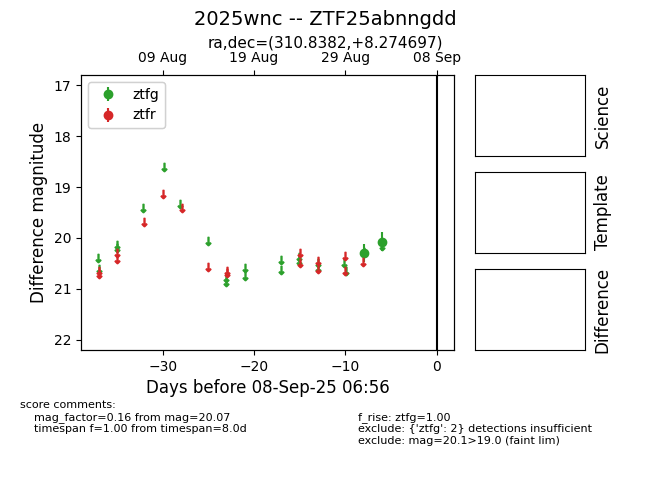 2025wnc -- ZTF25abnngdd
ra,dec=(310.8382,+8.274697)
09 Aug
19 Aug
29 Aug
08 Sep
ztfg
ztfr
17
18
19
20
21
22
Difference magnitude
−30
−20
−10
0
Days before 08-Sep-25 06:56
Science
Template
Difference
score comments:
mag_factor=0.16 from mag=20.07
timespan f=1.00 from timespan=8.0d
f_rise: ztfg=1.00
exclude: {'ztfg': 2} detections insufficient
exclude: mag=20.1>19.0 (faint lim)